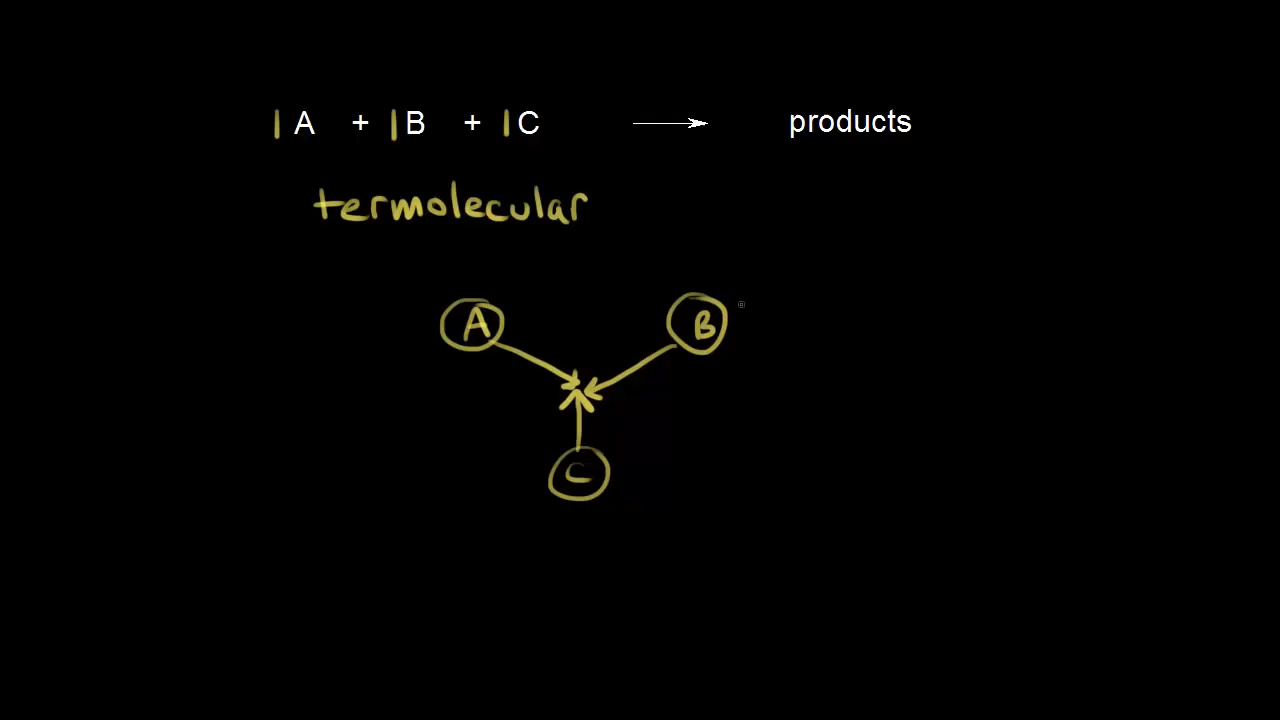 1 A + 1 B + 1 C ⟶ products
termolecular
A B
C